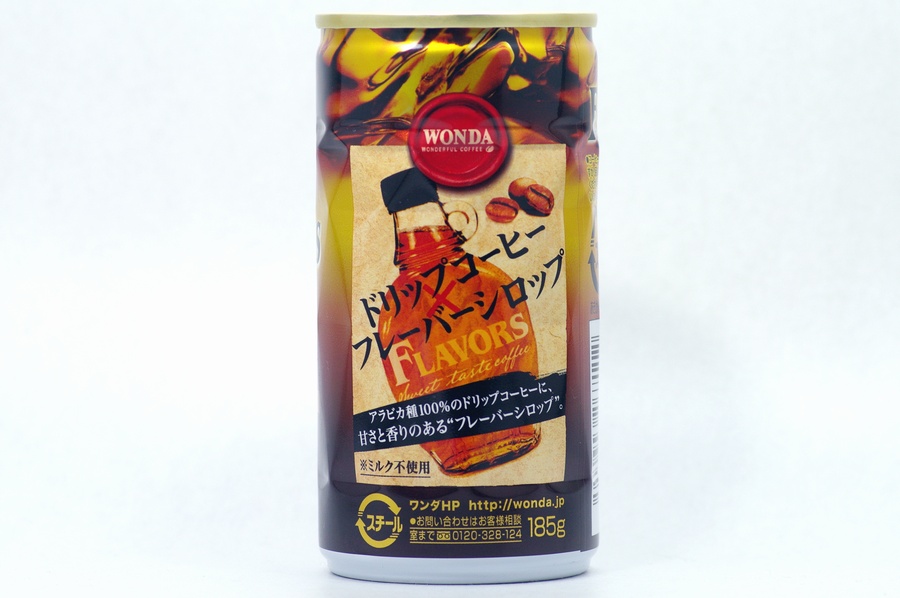 WONDA
WONDERFUL COFFEE
ドリップコーヒー
×
フレーバーシロップ
FLAVORS
Sweet taste coffee
アラビカ種100%のドリップコーヒーに、
甘さと香りのある“フレーバーシロップ”。
※ミルク不使用
スチール
ワンダHP http://wonda.jp
●お問い合わせはお客様相談
室まで 0120-328-124
185g